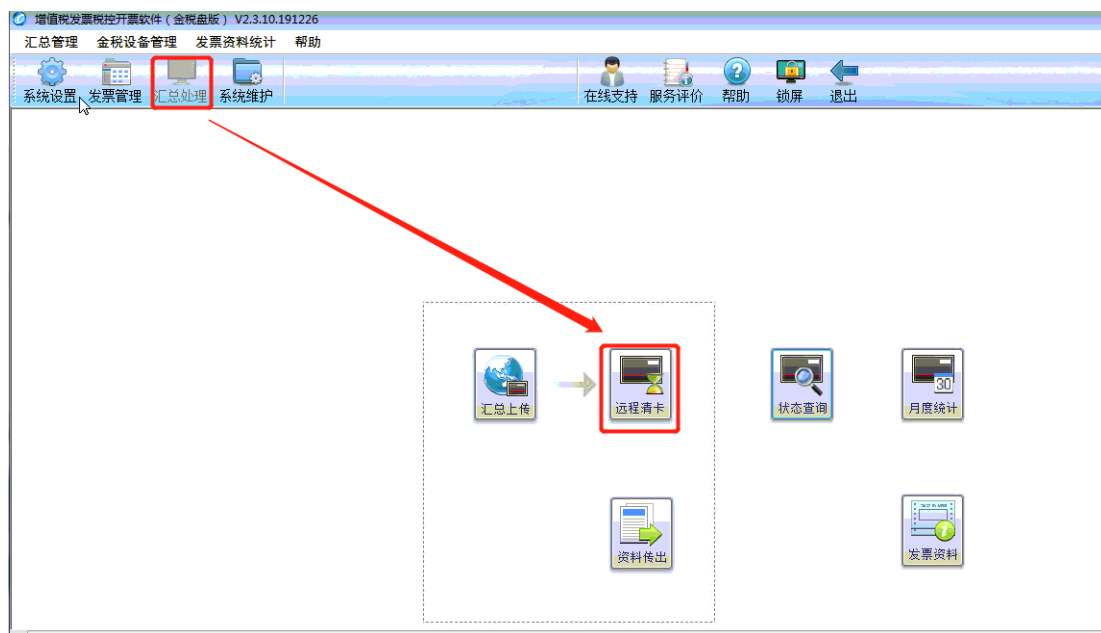 增值税发票税控开票软件（金税盘版） V2.3.10.191226
汇总管理 金税设备管理 发票资料统计 帮助
系统设置 发票管理 汇总处理 系统维护 在线支持 服务评价 帮助 锁屏 退出
汇总上传 远程清卡 状态查询 30 月度统计
资料传出 发票资料